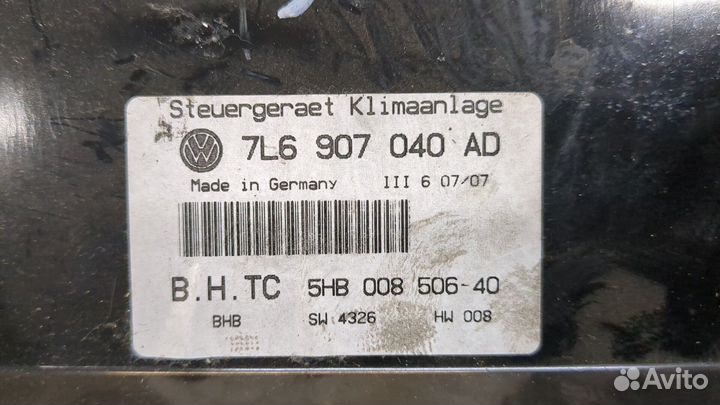 Steuergeraet Klimaanlage
7L6 907 040 AD
Made in Germany III 6 07/07
B.H.TC 5HB 008 506-40
BHB SW 4326 HW 008
Avito